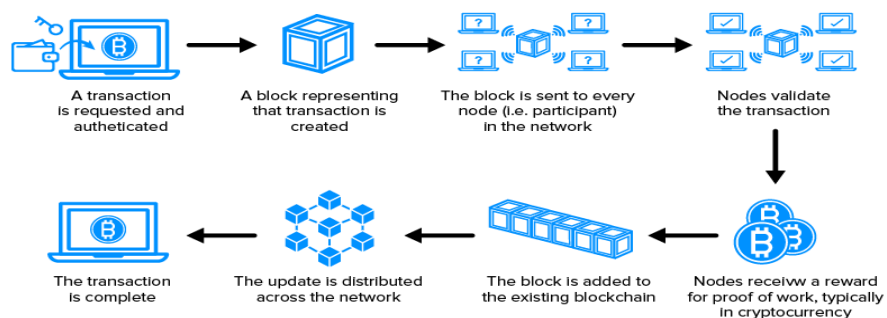 A transaction
is requested and
autheticated
A block representing
that transaction is
created
The block is sent to every
node (i.e. participant)
in the network
Nodes validate
the transaction
The transaction
is complete
The update is distributed
across the network
The block is added to
the existing blockchain
Nodes receivw a reward
for proof of work, typically
in cryptocurrency